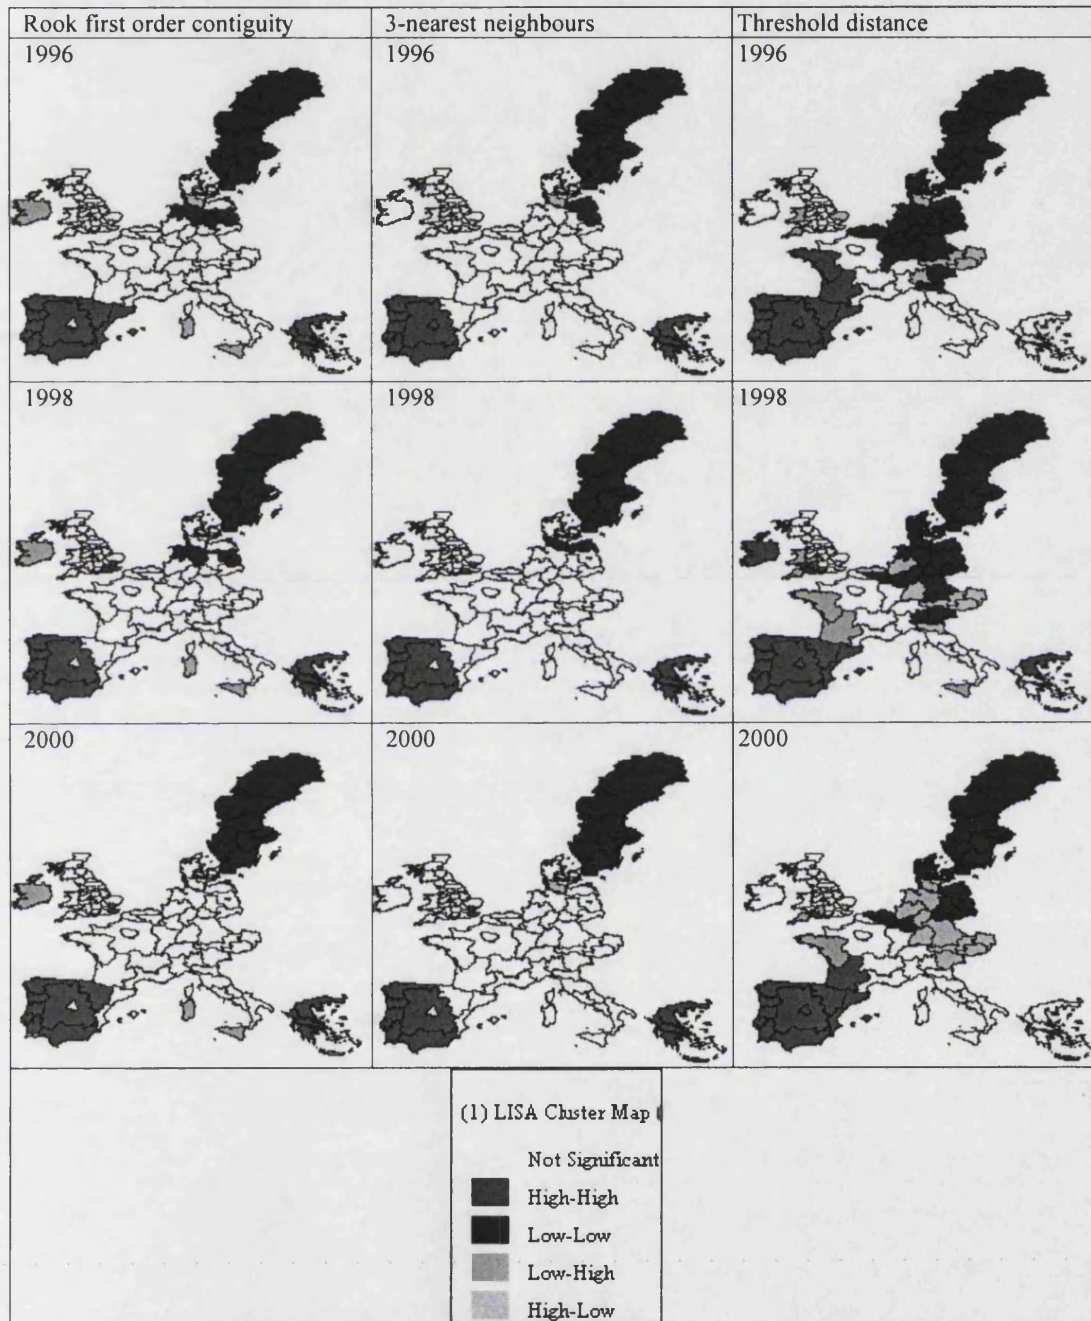 Rook first order contiguity
3-nearest neighbours
Threshold distance
1996
1996
1996
1998
1998
1998
2000
2000
2000
(1) LISA Cluster Map
Not Significant
High-High
Low-Low
Low-High
High-Low